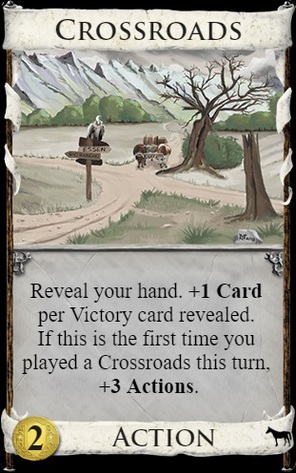 CROSSROADS
ESSEN
Reveal your hand. +1 Card
per Victory card revealed.
If this is the first time you
played a Crossroads this turn,
+3 Actions.
2
ACTION